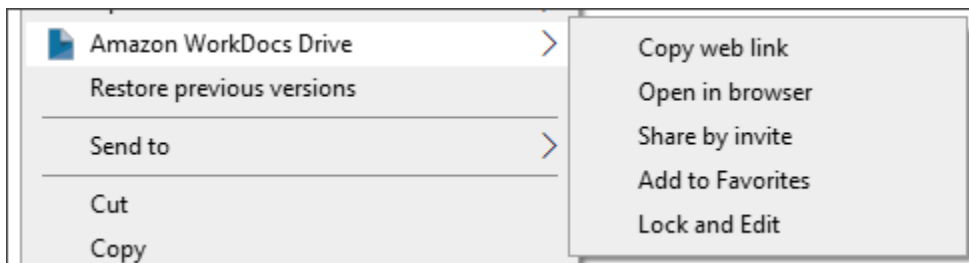 Amazon WorkDocs Drive
Restore previous versions
Send to
Cut
Copy
Copy web link
Open in browser
Share by invite
Add to Favorites
Lock and Edit